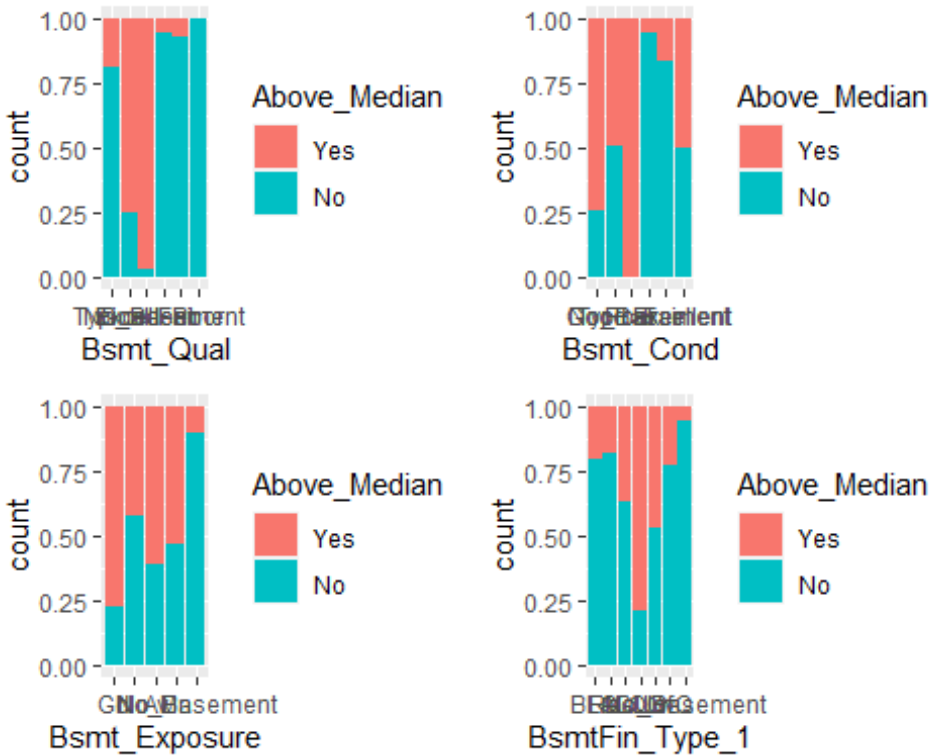 1.00
0.75
0.50
0.25
0.00
count
Bsmt_Qual
Above_Median
Yes
No
1.00
0.75
0.50
0.25
0.00
count
Bsmt_Cond
Above_Median
Yes
No
1.00
0.75
0.50
0.25
0.00
count
Bsmt_Exposure
Above_Median
Yes
No
1.00
0.75
0.50
0.25
0.00
count
BsmtFin_Type_1
Above_Median
Yes
No